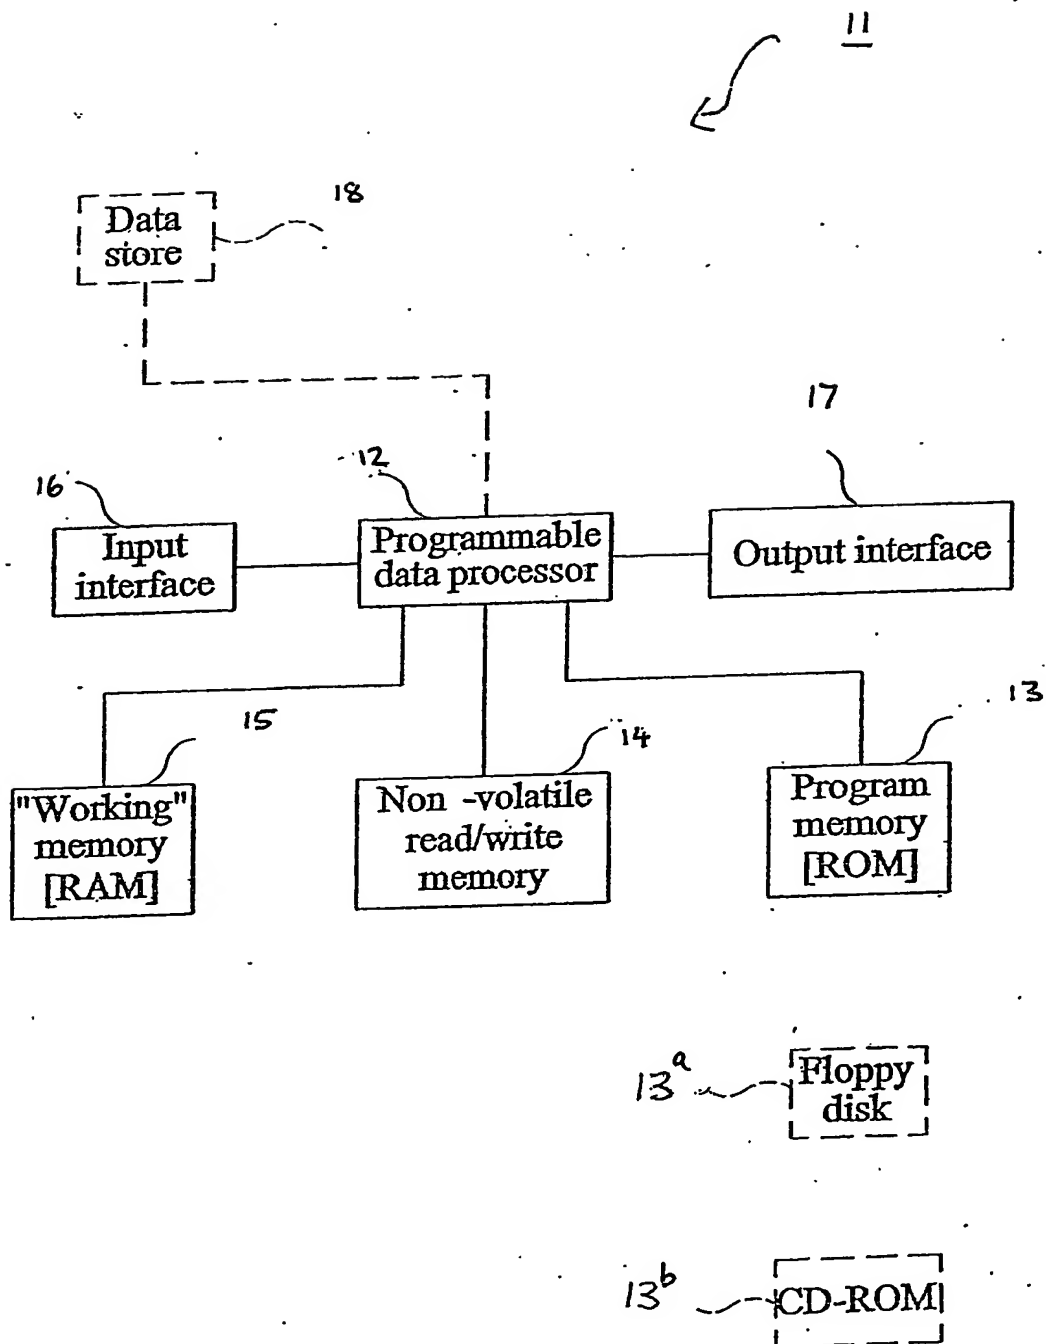 11
18
Data
store
17
12
16
Input
interface
Programmable
data processor
Output interface
15
14
13
"Working"
memory
[RAM]
Non -volatile
read/write
memory
Program
memory
[ROM]
13a
Floppy
disk
13b
CD-ROM